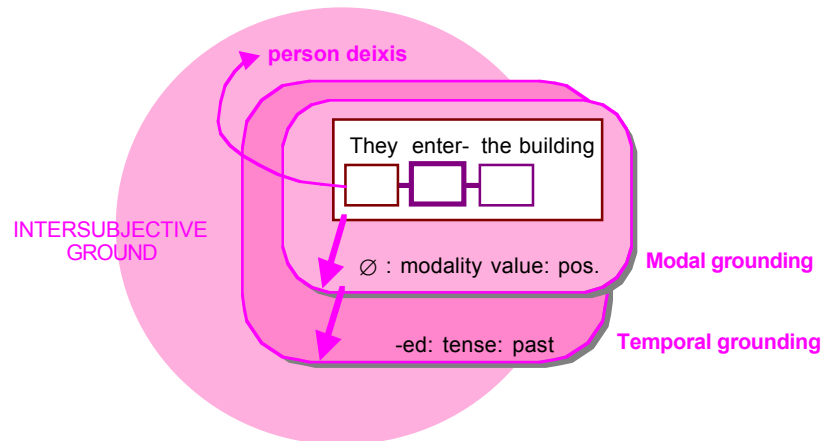 person deixis
They enter- the building
INTERSUBJECTIVE
GROUND
∅ : modality value: pos.
Modal grounding
-ed: tense: past
Temporal grounding